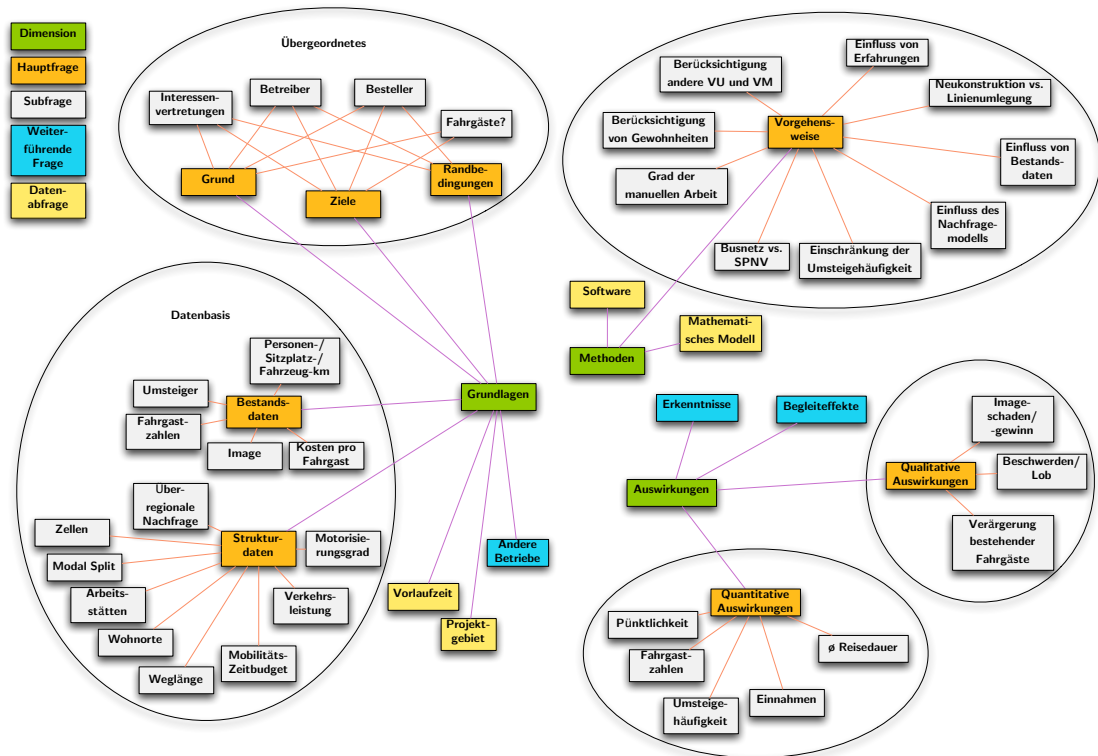 Dimension
Hauptfrage
Subfrage
Weiter-
führende
Frage
Daten-
abfrage
Übergeordnetes
Interessen-
vertretungen
Betreiber
Besteller
Fahrgäste?
Grund
Ziele
Randbe-
dingungen
Berücksichtigung
andere VU und VM
Einfluss von
Erfahrungen
Neukonstruktion vs.
Linienumlegung
Berücksichtigung
von Gewohnheiten
Vorgehens-
weise
Einfluss von
Bestands-
daten
Grad der
manuellen Arbeit
Einfluss des
Nachfrage-
modells
Busnetz vs.
SPNV
Einschränkung der
Umsteigehäufigkeit
Software
Mathemati-
sches Modell
Methoden
Datenbasis
Personen-/
Sitzplatz-/
Fahrzeug-km
Umsteiger
Bestands-
daten
Fahrgast-
zahlen
Image
Kosten pro
Fahrgast
Grundlagen
Über-
regionale
Nachfrage
Zellen
Struktur-
daten
Motorisie-
rungsgrad
Modal Split
Arbeits-
stätten
Verkehrs-
leistung
Wohnorte
Weglänge
Mobilitäts-
Zeitbudget
Andere
Betriebe
Vorlaufzeit
Projekt-
gebiet
Erkenntnisse
Begleiteffekte
Auswirkungen
Image-
schaden/
-gewinn
Qualitative
Auswirkungen
Beschwerden/
Lob
Verärgerung
bestehender
Fahrgäste
Quantitative
Auswirkungen
Pünktlichkeit
Fahrgast-
zahlen
Umsteige-
häufigkeit
Einnahmen
ø Reisedauer